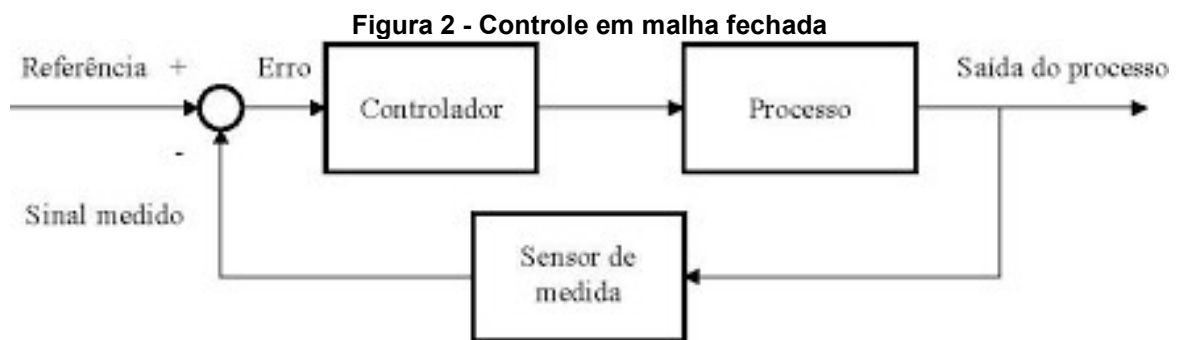 Figura 2 - Controle em malha fechada
Referência +
Erro
Controlador
Processo
Saída do processo
-
Sinal medido
Sensor de
medida